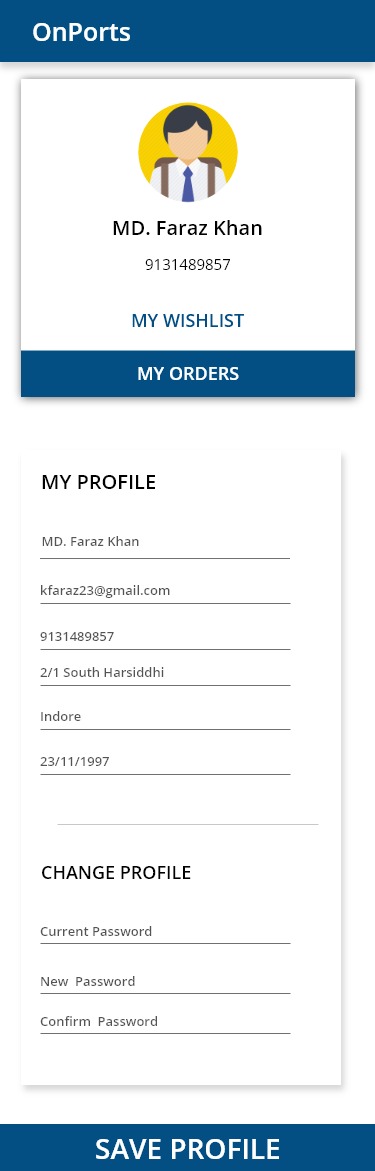 OnPorts
MD. Faraz Khan
9131489857
MY WISHLIST
MY ORDERS
MY PROFILE
MD. Faraz Khan
kfaraz23@gmail.com
9131489857
2/1 South Harsiddhi
Indore
23/11/1997
CHANGE PROFILE
Current Password
New  Password
Confirm  Password
SAVE PROFILE